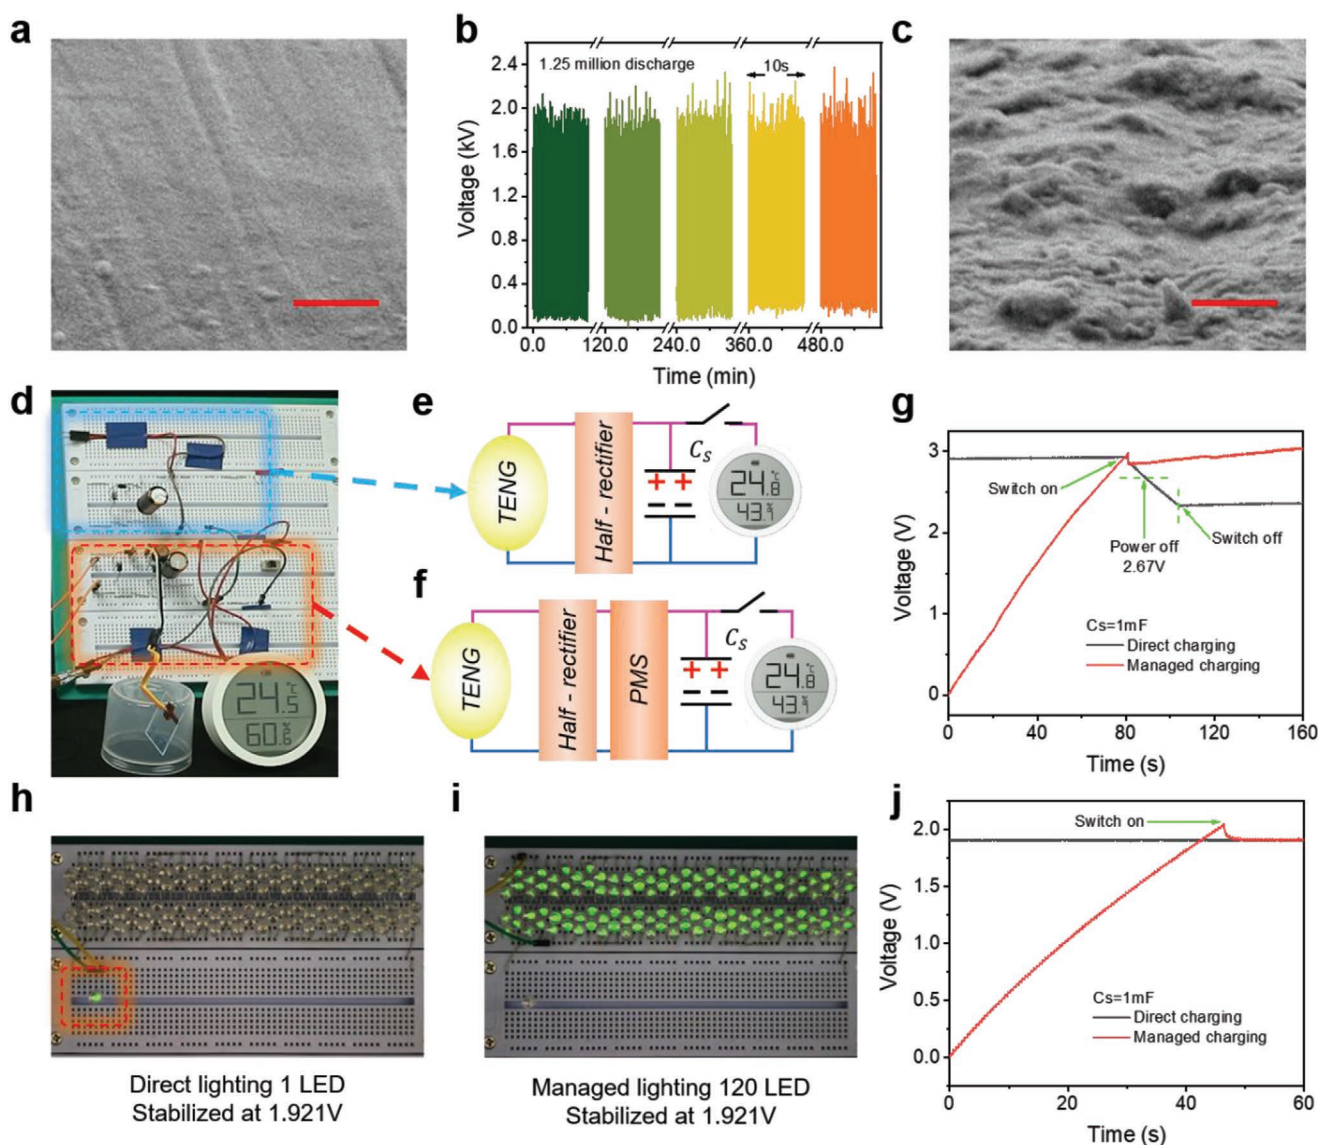 a
b
c
1.25 million discharge
10s
2.4
2.0
1.6
1.2
0.8
0.4
0.0
Voltage (kV)
0.0 120.0 240.0 360.0 480.0
Time (min)
d
24.5 °C
60.6 %
e
TENG
Half - rectifier
Cs
24.8 °C
43.1 %
f
TENG
Half - rectifier
PMS
Cs
24.8 °C
43.1 %
g
3
2
1
0
Voltage (V)
Switch on
Power off
2.67V
Switch off
Cs=1mF
Direct charging
Managed charging
0 40 80 120 160
Time (s)
h
Direct lighting 1 LED
Stabilized at 1.921V
i
Managed lighting 120 LED
Stabilized at 1.921V
j
2.0
1.5
1.0
0.5
0.0
Voltage (V)
Switch on
Cs=1mF
Direct charging
Managed charging
0 20 40 60
Time (s)